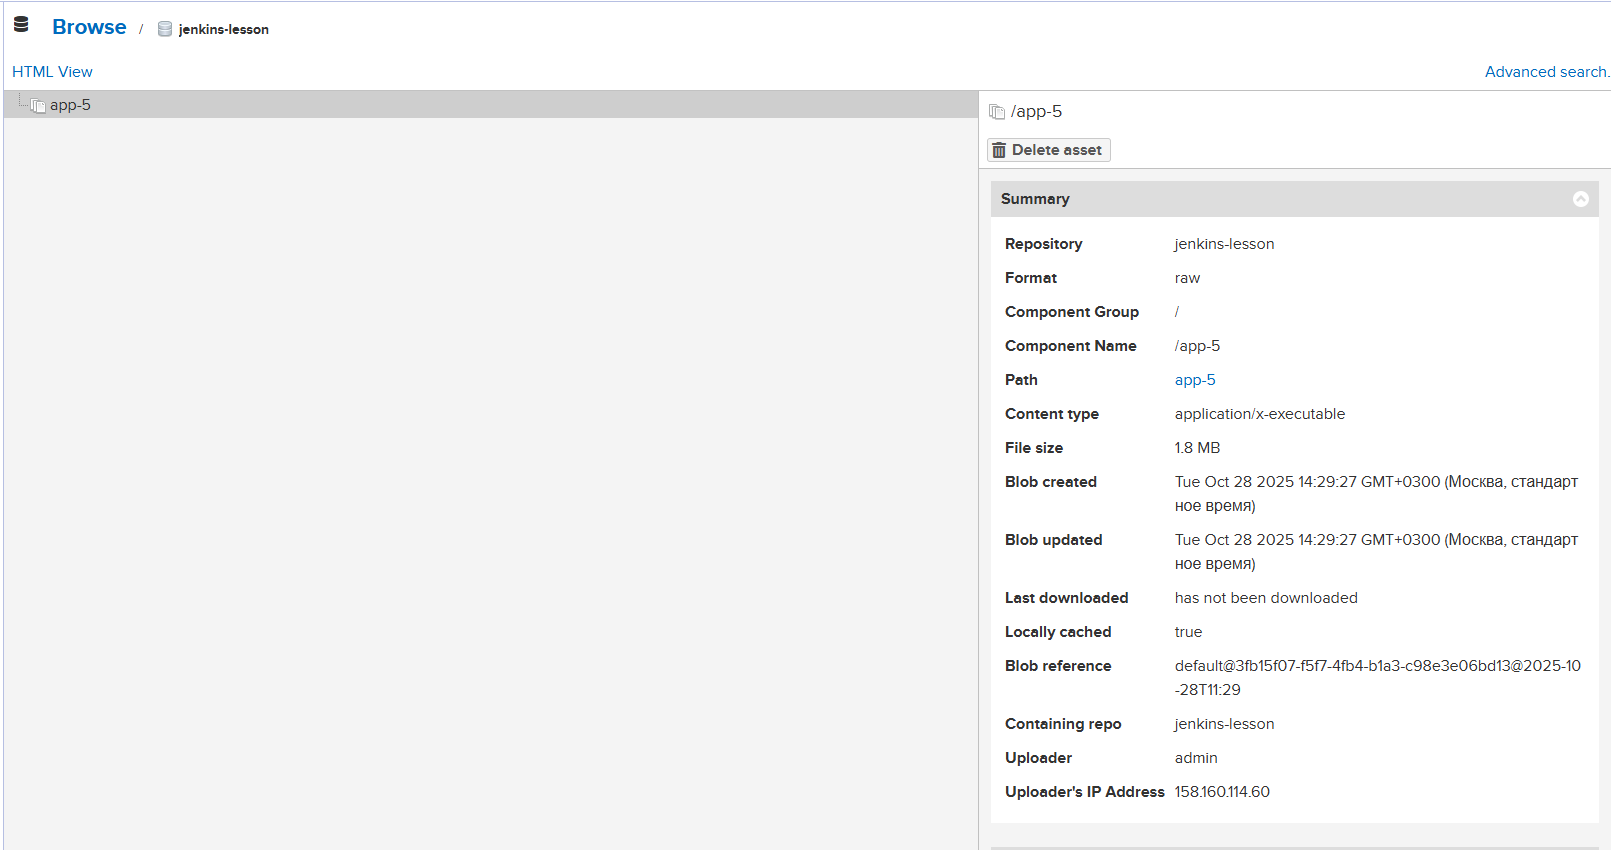 Browse / jenkins-lesson
HTML View
Advanced search.
app-5
/app-5
Delete asset
Summary
Repository jenkins-lesson
Format raw
Component Group /
Component Name /app-5
Path app-5
Content type application/x-executable
File size 1.8 MB
Blob created Tue Oct 28 2025 14:29:27 GMT+0300 (Москва, стандарт
ное время)
Blob updated Tue Oct 28 2025 14:29:27 GMT+0300 (Москва, стандарт
ное время)
Last downloaded has not been downloaded
Locally cached true
Blob reference default@3fb15f07-f5f7-4fb4-b1a3-c98e3e06bd13@2025-10
-28T11:29
Containing repo jenkins-lesson
Uploader admin
Uploader's IP Address 158.160.114.60